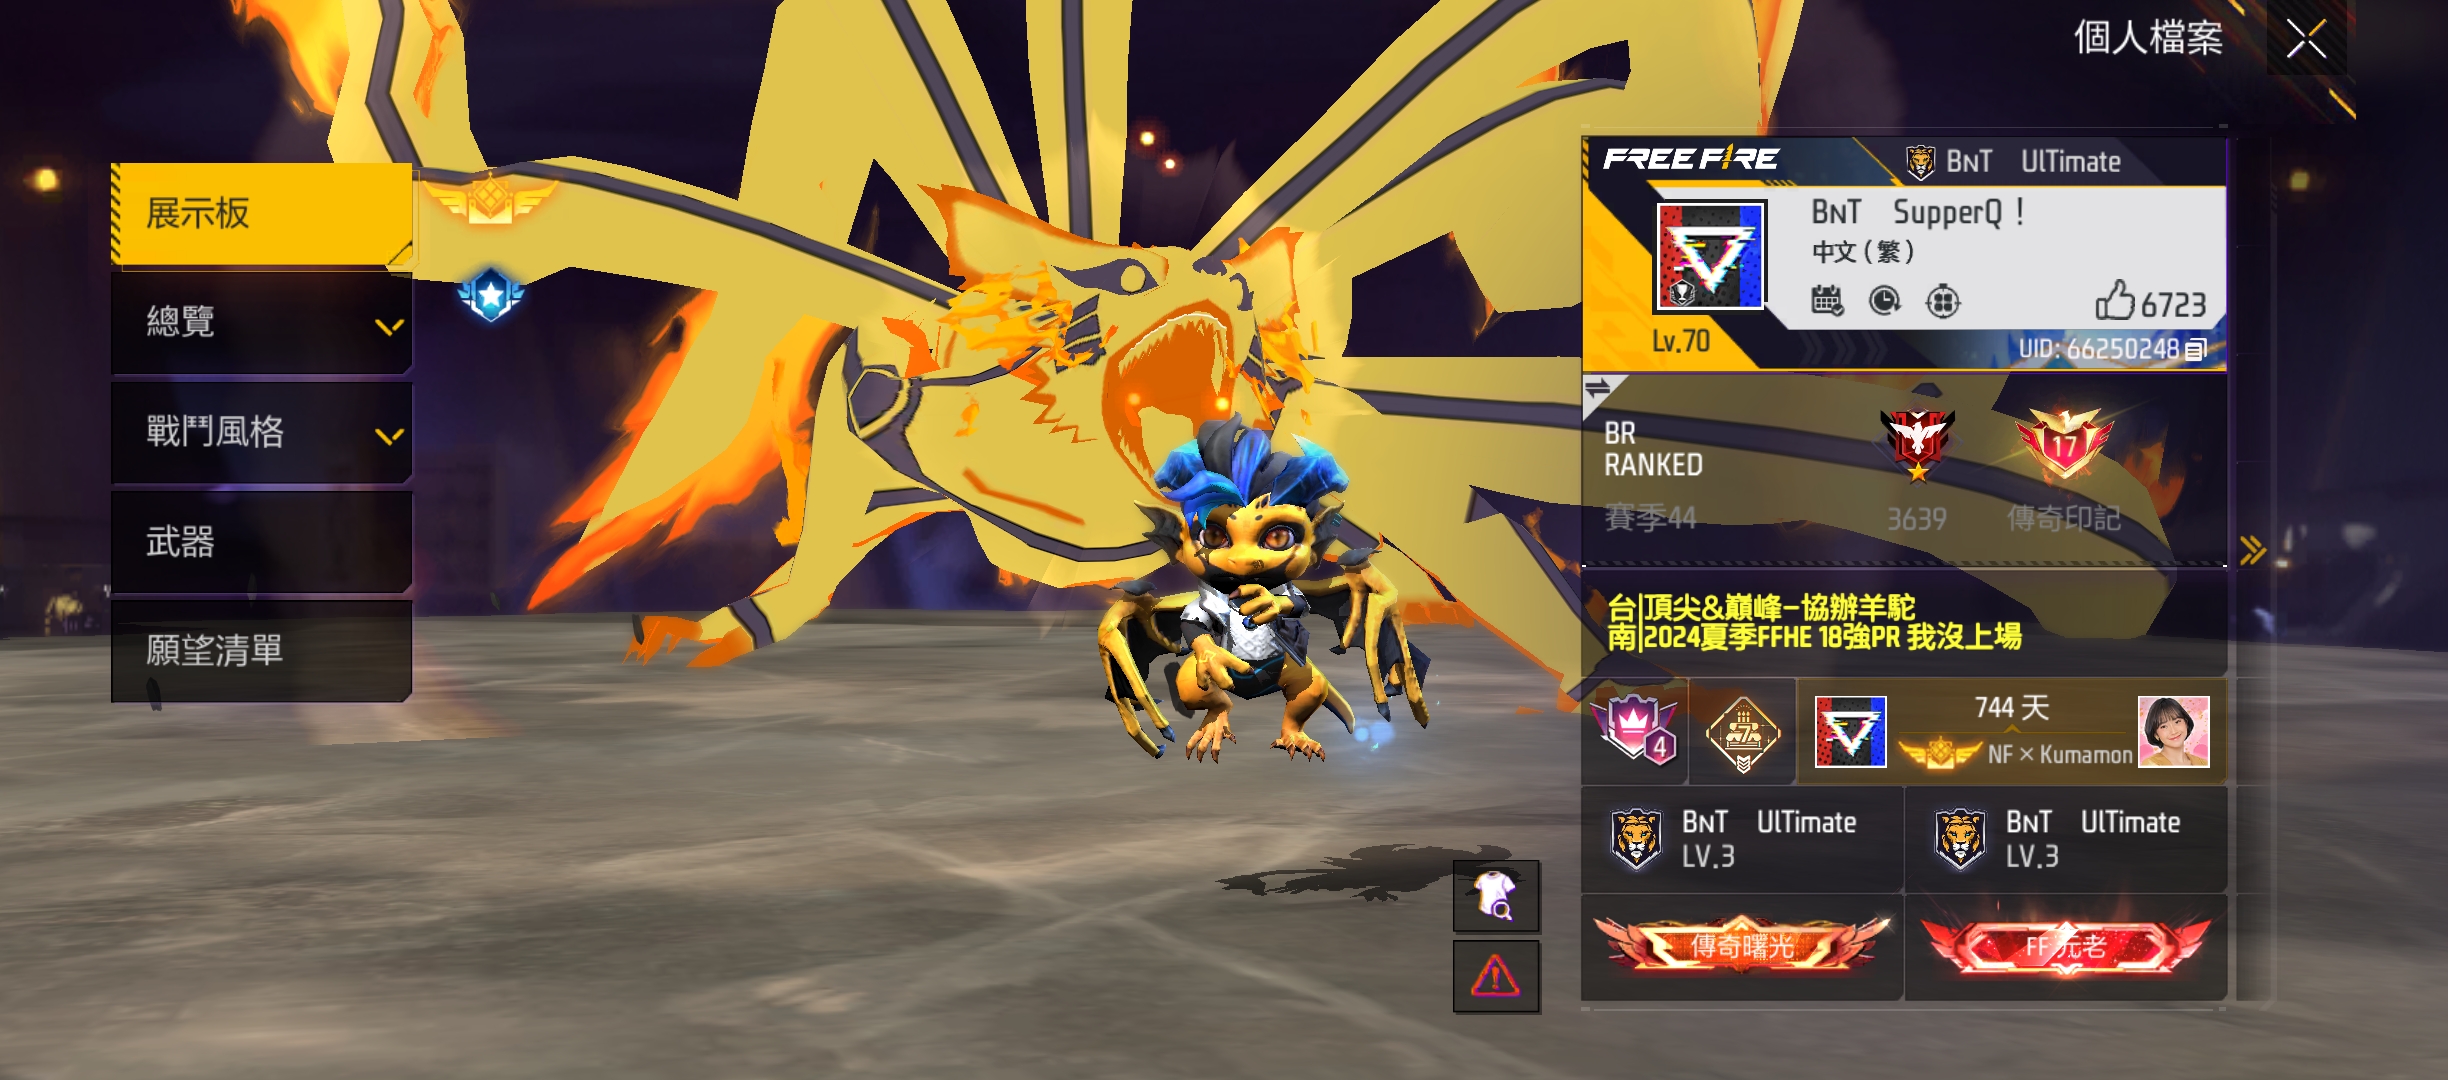 個人檔案
展示板
總覽
戰鬥風格
武器
願望清單
FREE FIRE
BNT UlTimate
BNT SupperQ！
中文（繁）
6723
Lv.70
UID: 66250248
BR
RANKED
17
賽季44
3639
傳奇印記
台|頂尖&巔峰-協辦羊駝
南|2024夏季FFHE 18強PR 我沒上場
4
7
744 天
NF × Kumamon
BNT UlTimate
LV.3
BNT UlTimate
LV.3
傳奇曙光
FF 元老